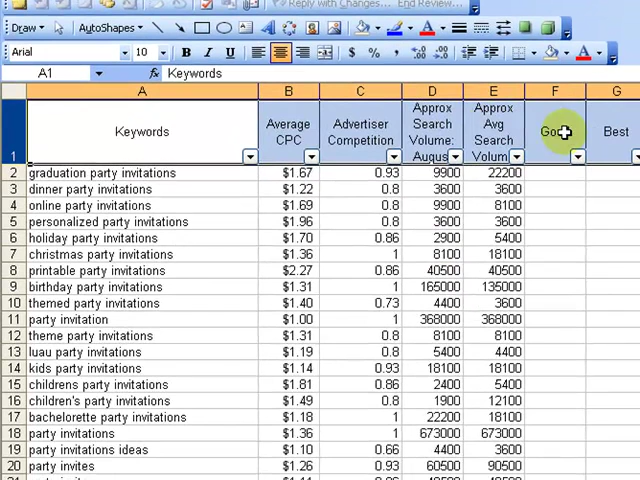 Reply with Changes... End Review...
Draw AutoShapes
Arial 10 B I U $ %
A1 fx Keywords
A B C D E F G
1 Keywords Average CPC Advertiser Competition Approx Search Volume: Augus Approx Avg Search Volum Goo Best
2 graduation party invitations $1.67 0.93 9900 22200
3 dinner party invitations $1.22 0.8 3600 3600
4 online party invitations $1.69 0.8 9900 8100
5 personalized party invitations $1.96 0.8 3600 3600
6 holiday party invitations $1.70 0.86 2900 5400
7 christmas party invitations $1.36 1 8100 18100
8 printable party invitations $2.27 0.86 40500 40500
9 birthday party invitations $1.31 1 165000 135000
10 themed party invitations $1.40 0.73 4400 3600
11 party invitation $1.00 1 368000 368000
12 theme party invitations $1.31 0.8 8100 8100
13 luau party invitations $1.19 0.8 5400 4400
14 kids party invitations $1.14 0.93 18100 18100
15 childrens party invitations $1.81 0.86 2400 5400
16 children's party invitations $1.49 0.8 1900 12100
17 bachelorette party invitations $1.18 1 22200 18100
18 party invitations $1.36 1 673000 673000
19 party invitations ideas $1.10 0.66 4400 3600
20 party invites $1.26 0.93 60500 90500